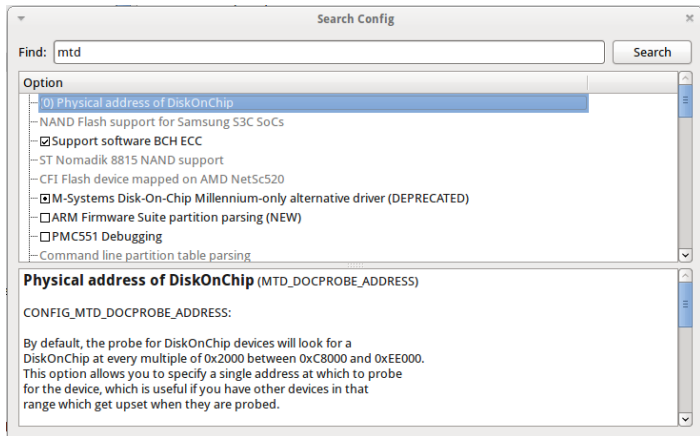 Search Config
Find: mtd Search
Option
'0) Physical address of DiskOnChip
NAND Flash support for Samsung S3C SoCs
Support software BCH ECC
ST Nomadik 8815 NAND support
CFI Flash device mapped on AMD NetSc520
M-Systems Disk-On-Chip Millennium-only alternative driver (DEPRECATED)
ARM Firmware Suite partition parsing (NEW)
PMC551 Debugging
Command line partition table parsing
Physical address of DiskOnChip (MTD_DOCPROBE_ADDRESS)
CONFIG_MTD_DOCPROBE_ADDRESS:
By default, the probe for DiskOnChip devices will look for a
DiskOnChip at every multiple of 0x2000 between 0xC8000 and 0xEE000.
This option allows you to specify a single address at which to probe
for the device, which is useful if you have other devices in that
range which get upset when they are probed.